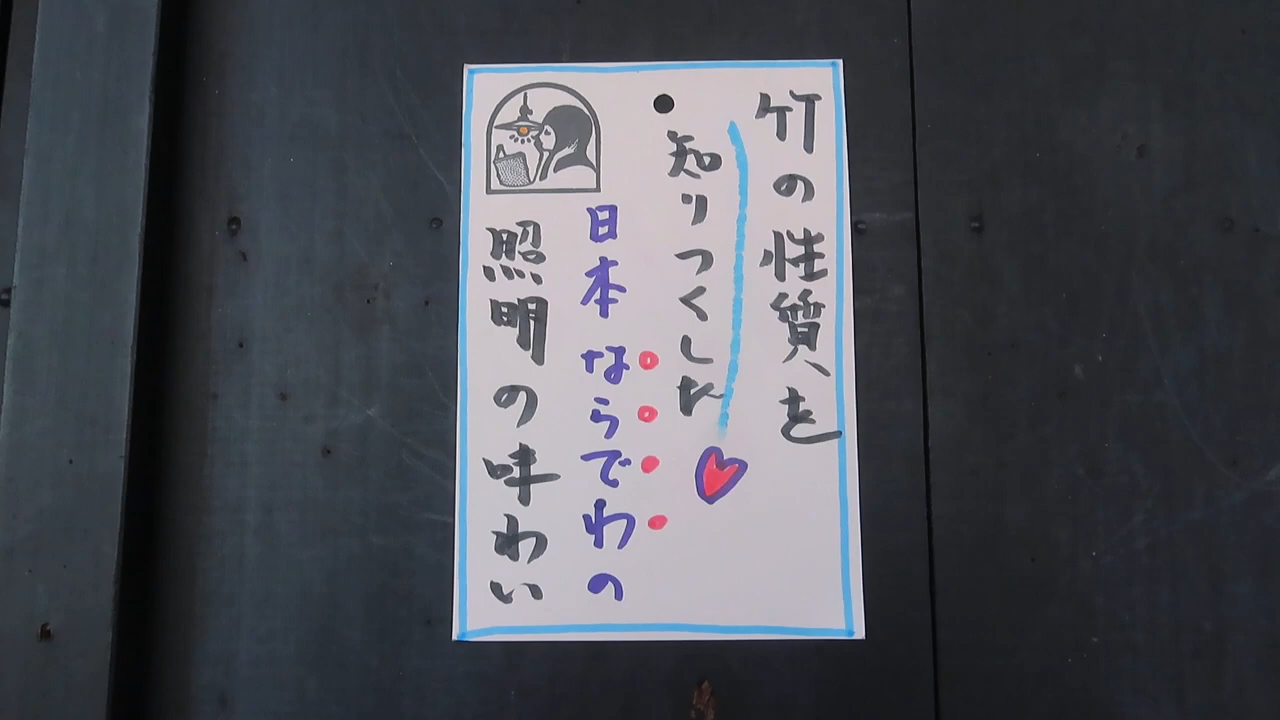 竹の性質を
知りつくした
日本ならでわの
照明の味わい